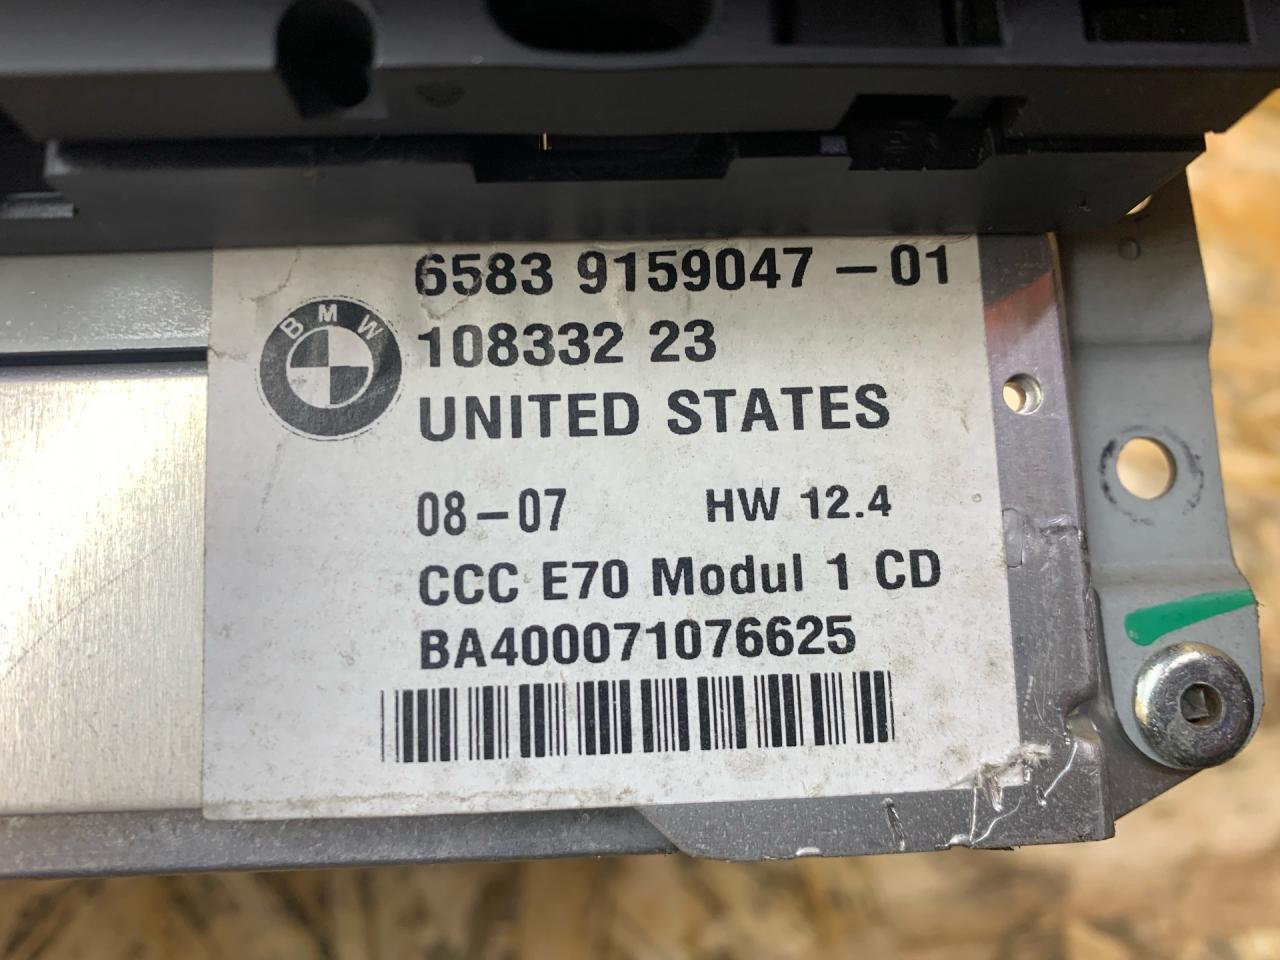 6583 9159047 – 01
BMW
108332 23
UNITED STATES
08 – 07 HW 12.4
CCC E70 Modul 1 CD
BA400071076625